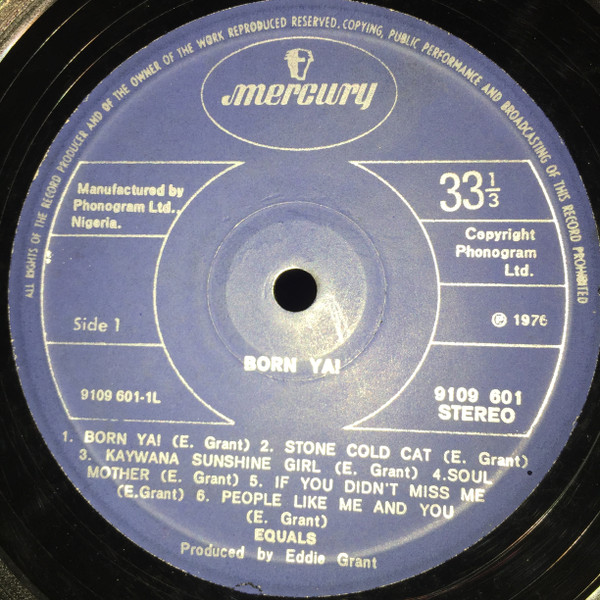 ALL RIGHTS OF THE RECORD PRODUCER AND OF THE OWNER OF THE WORK REPRODUCED RESERVED. COPYING, PUBLIC PERFORMANCE AND BROADCASTING OF THIS RECORD PROHIBITED
mercury
Manufactured by
Phonogram Ltd.,
Nigeria.
33 1/3
Copyright
Phonogram
Ltd.
Side 1
℗ 1976
BORN YA!
9109 601-1L
9109 601
STEREO
1. BORN YA! (E. Grant) 2. STONE COLD CAT (E. Grant)
3. KAYWANA SUNSHINE GIRL (E. Grant) 4.SOUL
MOTHER (E. Grant) 5. IF YOU DIDN'T MISS ME
(E.Grant) 6. PEOPLE LIKE ME AND YOU
(E. Grant)
EQUALS
Produced by Eddie Grant